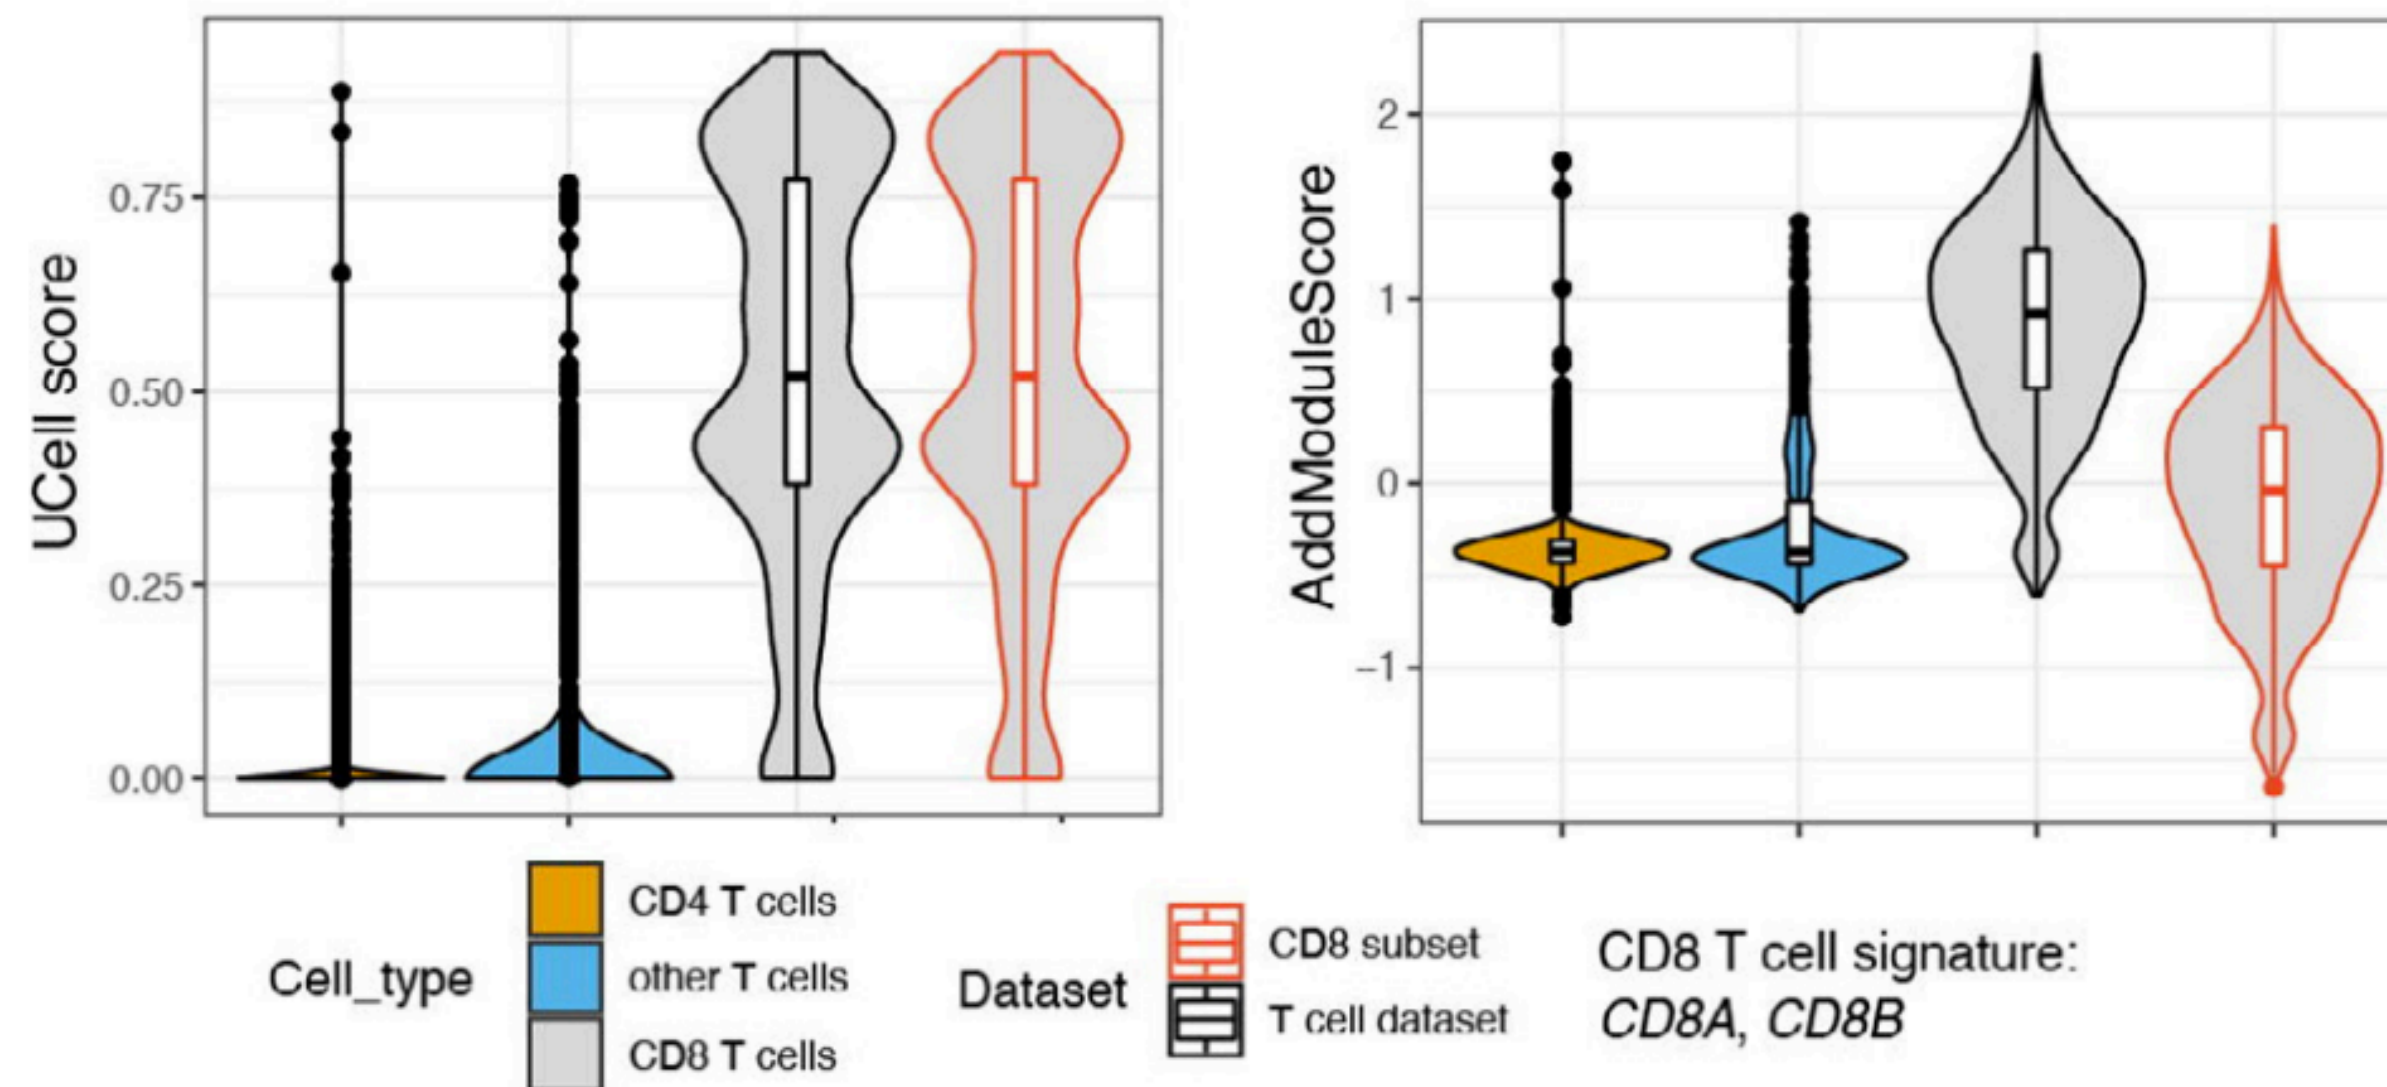 UCell score
0.75
0.50
0.25
0.00
AddModuleScore
2
1
0
−1
Cell_type
CD4 T cells
other T cells
CD8 T cells
Dataset
CD8 subset
T cell dataset
CD8 T cell signature:
CD8A, CD8B